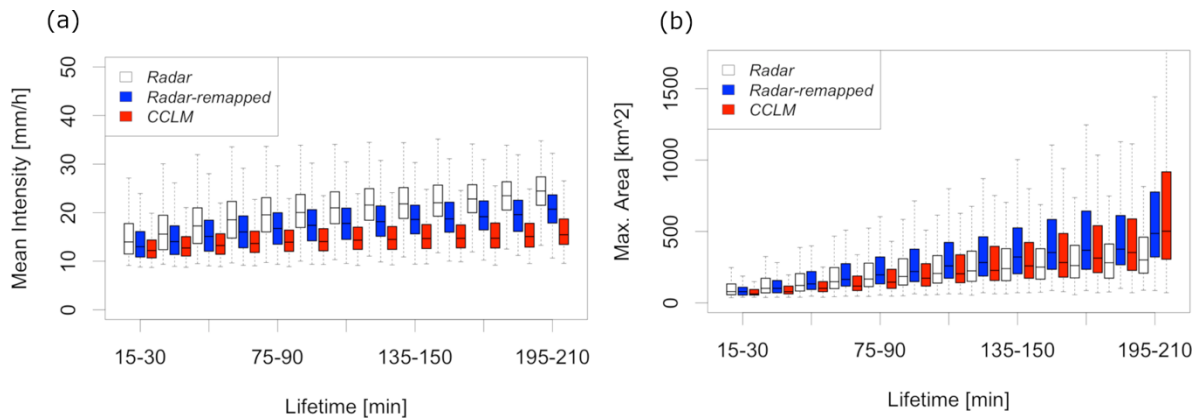 (a)
Mean Intensity [mm/h]
50
40
30
20
10
0
Radar
Radar-remapped
CCLM
15-30
75-90
135-150
195-210
Lifetime [min]
(b)
Max. Area [km^2]
1500
1000
500
0
Radar
Radar-remapped
CCLM
15-30
75-90
135-150
195-210
Lifetime [min]